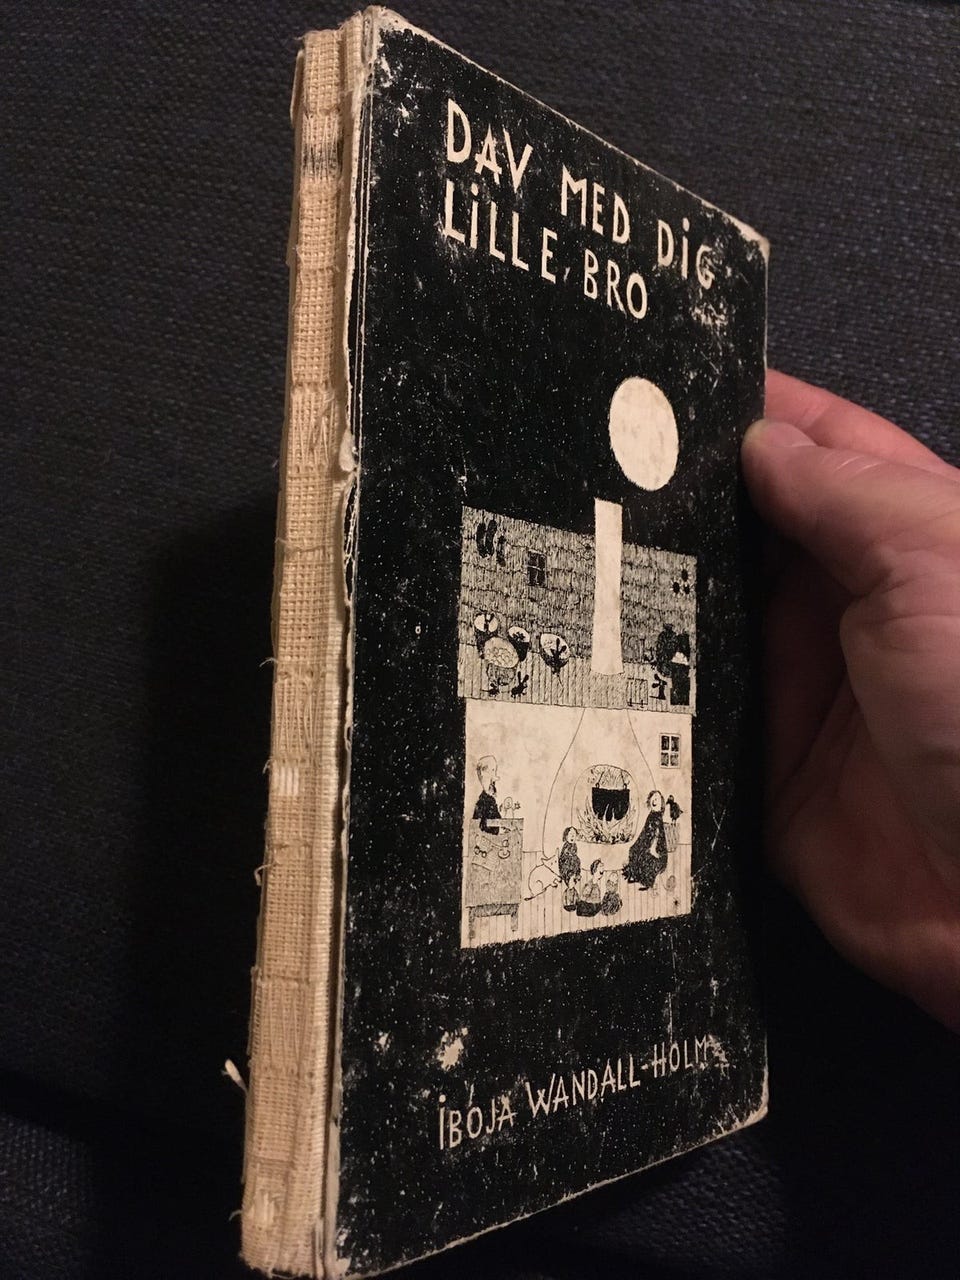 DAV MED DiG
LiLLE BRO
iBOJA WANDALL-HOLM